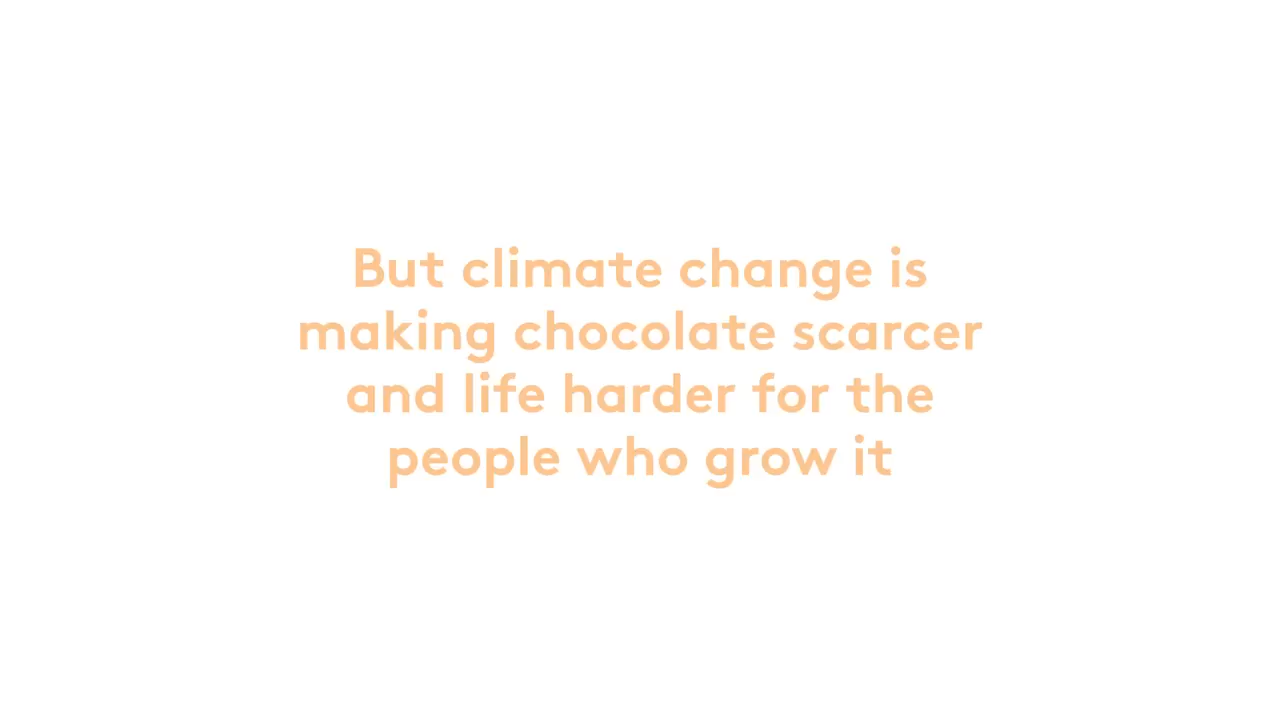 But climate change is
making chocolate scarcer
and life harder for the
people who grow it